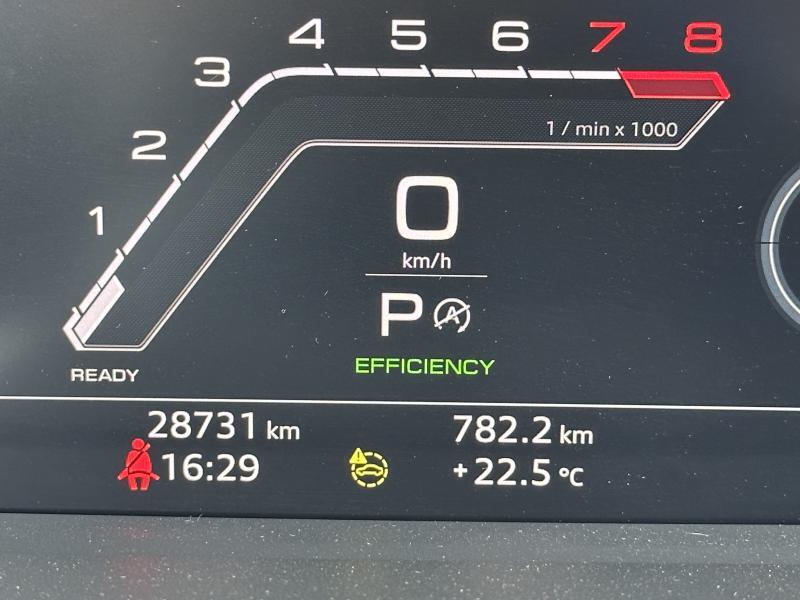 4 5 6 7 8
3
1 / min x 1000
2
1
0
km/h
P A
READY
EFFICIENCY
28731 km 782.2 km
16:29 +22.5 °C